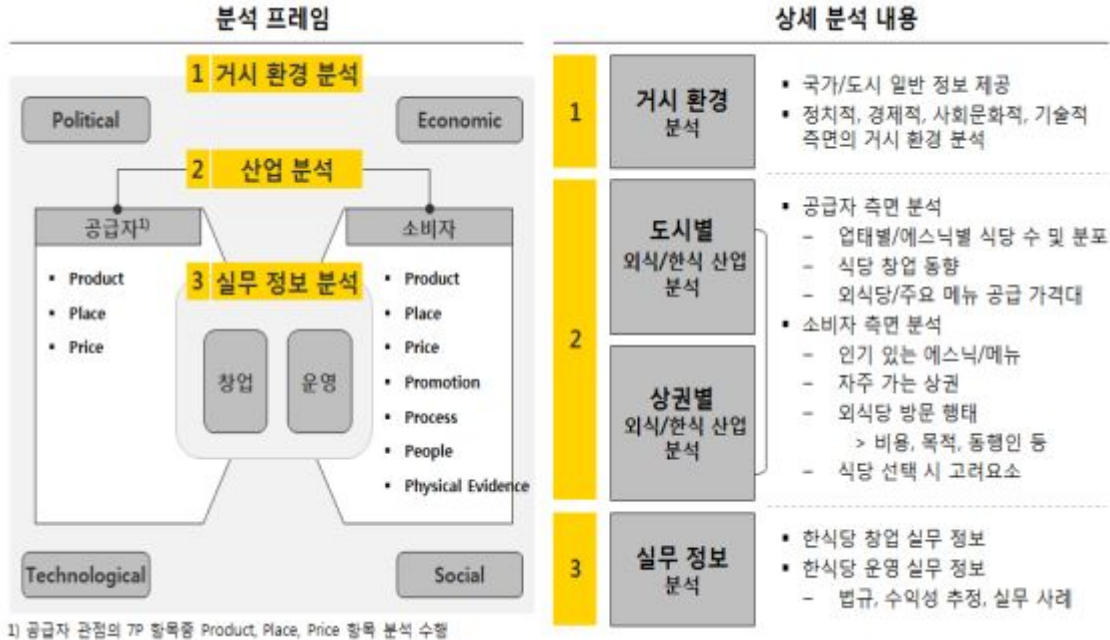 분석 프레임
1 거시 환경 분석
Political
Economic
2 산업 분석
공급자1)
소비자
▪ Product
▪ Place
▪ Price
3 실무 정보 분석
창업
운영
▪ Product
▪ Place
▪ Price
▪ Promotion
▪ Process
▪ People
▪ Physical Evidence
Technological
Social
1) 공급자 관점의 7P 항목중 Product, Place, Price 항목 분석 수행
상세 분석 내용
1
거시 환경
분석
▪ 국가/도시 일반 정보 제공
▪ 정치적, 경제적, 사회문화적, 기술적
측면의 거시 환경 분석
2
도시별
외식/한식 산업
분석
상권별
외식/한식 산업
분석
▪ 공급자 측면 분석
– 업태별/에스닉별 식당 수 및 분포
– 식당 창업 동향
– 외식당/주요 메뉴 공급 가격대
▪ 소비자 측면 분석
– 인기 있는 에스닉/메뉴
– 자주 가는 상권
– 외식당 방문 행태
> 비용, 목적, 동행인 등
– 식당 선택 시 고려요소
3
실무 정보
분석
▪ 한식당 창업 실무 정보
▪ 한식당 운영 실무 정보
– 법규, 수익성 추정, 실무 사례